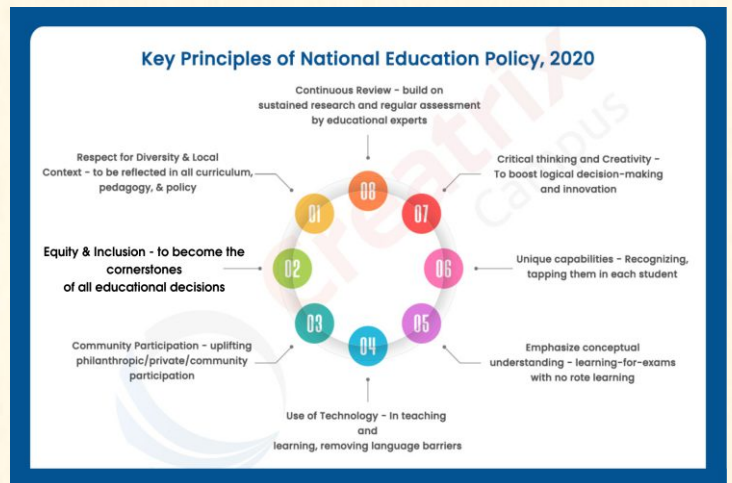 Key Principles of National Education Policy, 2020
Continuous Review - build on
sustained research and regular assessment
by educational experts
Respect for Diversity & Local
Context - to be reflected in all curriculum,
pedagogy, & policy
Critical thinking and Creativity -
To boost logical decision-making
and innovation
08
01
07
Equity & Inclusion - to become the
cornerstones
of all educational decisions
02
06
Unique capabilities - Recognizing,
tapping them in each student
03
05
04
Community Participation - uplifting
philanthropic/private/community
participation
Emphasize conceptual
understanding - learning-for-exams
with no rote learning
Use of Technology - In teaching
and
learning, removing language barriers
Creatrix
Campus